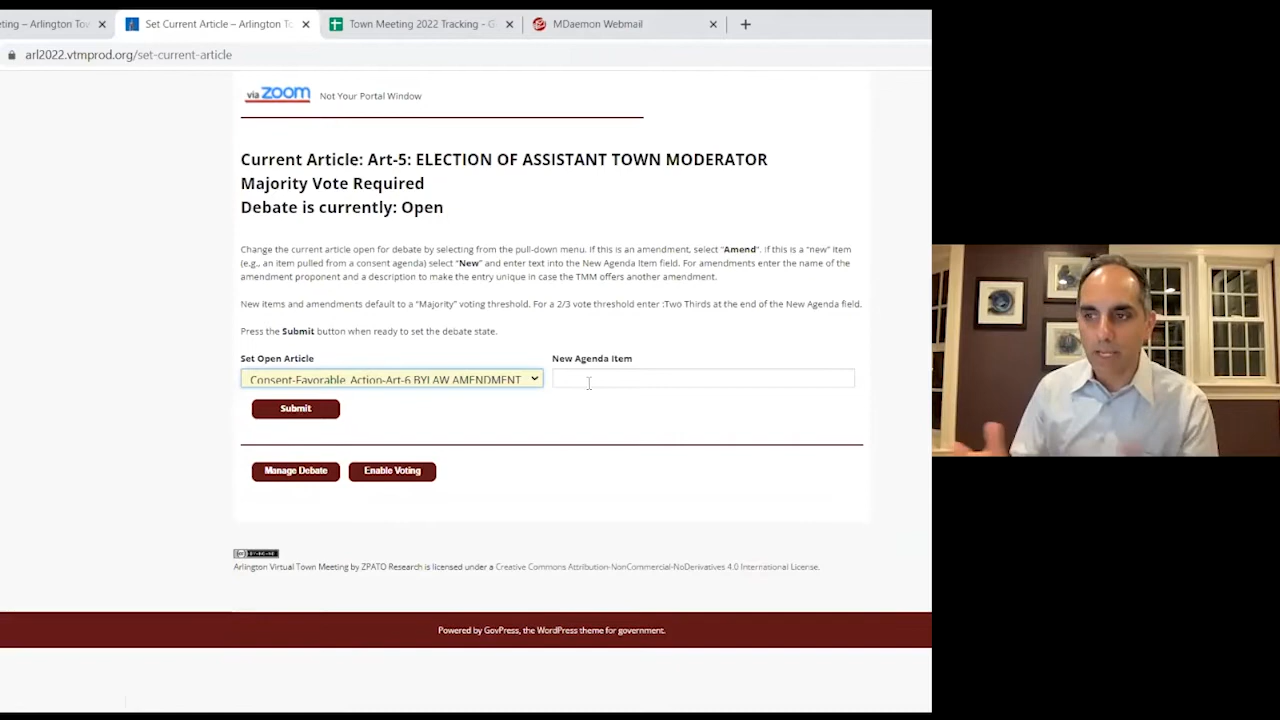 eting – Arlington Tov
Set Current Article – Arlington To
Town Meeting 2022 Tracking - G
MDaemon Webmail
arl2022.vtmprod.org/set-current-article
via zoom Not Your Portal Window
Current Article: Art-5: ELECTION OF ASSISTANT TOWN MODERATOR
Majority Vote Required
Debate is currently: Open
Change the current article open for debate by selecting from the pull-down menu. If this is an amendment, select "Amend". If this is a "new" item
(e.g., an item pulled from a consent agenda) select "New" and enter text into the New Agenda Item field. For amendments enter the name of the
amendment proponent and a description to make the entry unique in case the TMM offers another amendment.
New items and amendments default to a "Majority" voting threshold. For a 2/3 vote threshold enter :Two Thirds at the end of the New Agenda field.
Press the Submit button when ready to set the debate state.
Set Open Article New Agenda Item
Consent-Favorable Action-Art-6 BYLAW AMENDMENT
Submit
Manage Debate Enable Voting
Arlington Virtual Town Meeting by ZPATO Research is licensed under a Creative Commons Attribution-NonCommercial-NoDerivatives 4.0 International License.
Powered by GovPress, the WordPress theme for government.